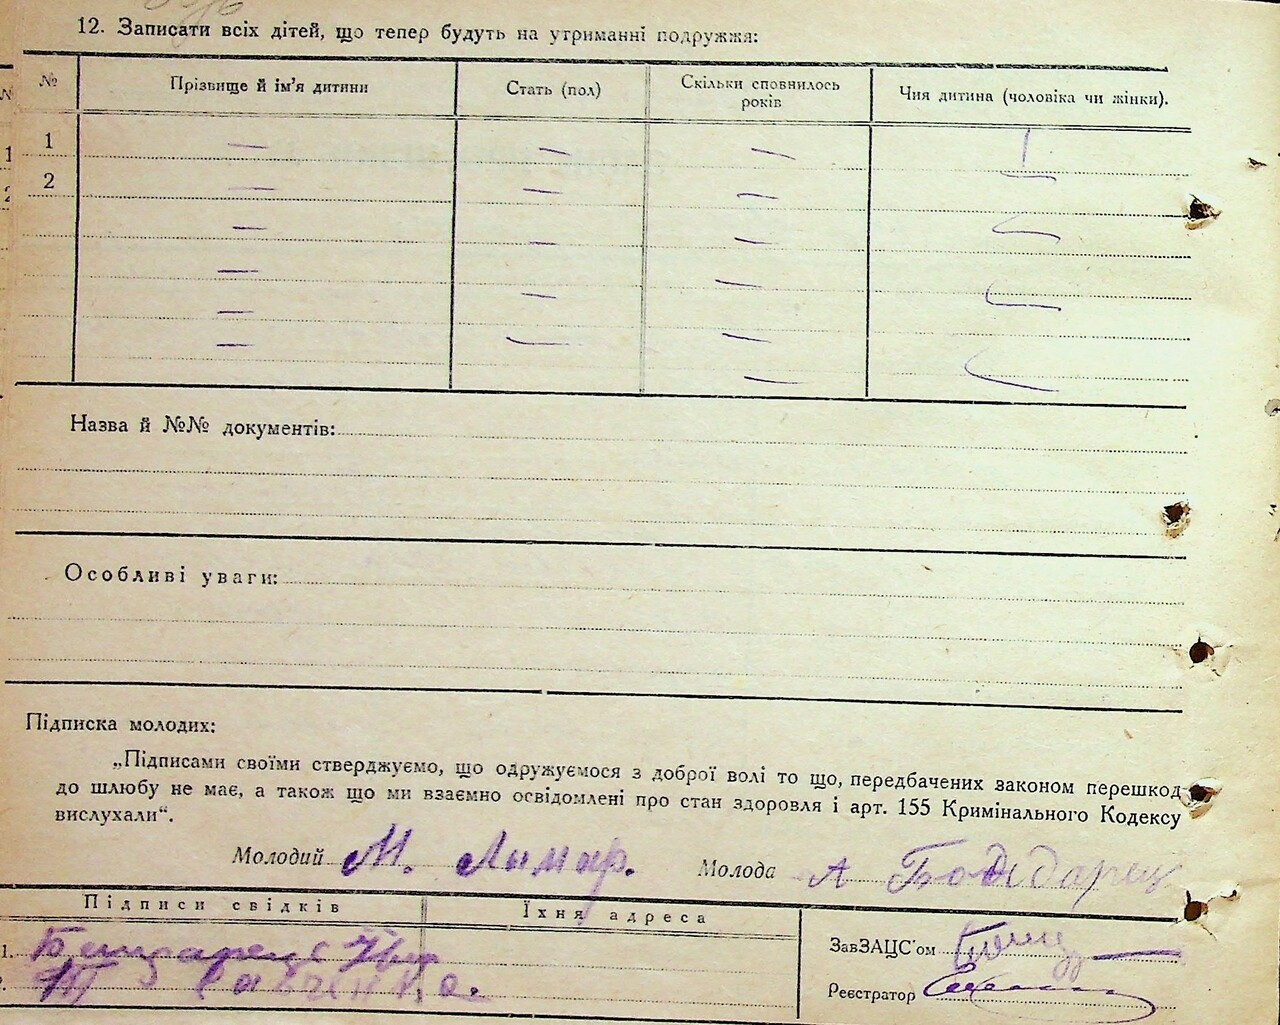 12. Записати всіх дітей, що тепер будуть на утриманні подружжя:
№ Прізвище й ім'я дитини Стать (пол) Скільки сповнилось років Чия дитина (чоловіка чи жінки).
1 — — —
2 — — —
— — —
— — —
— — —
— —
Назва й №№ документів:
Особливі уваги:
Підписка молодих:
„Підписами своїми стверджуємо, що одружуємося з доброї волі то що, передбачених законом перешкод
до шлюбу не має, а також що ми взаємно освідомлені про стан здоровля і арт. 155 Кримінального Кодексу
вислухали“.
Молодий М. Ламар. Молода А
Підписи свідків Їхня адреса
1.
Савченко ЗавЗАЦС'ом
Реєстратор